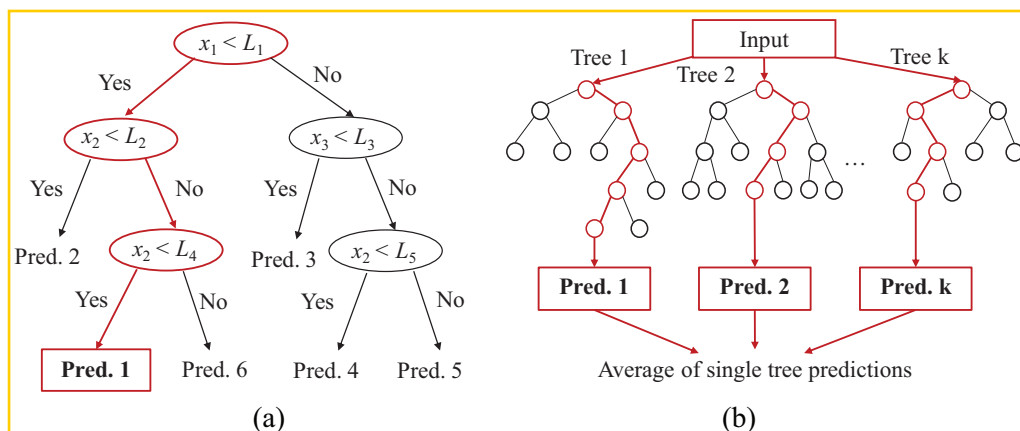 x₁ < L₁
Yes
No
x₂ < L₂
x₃ < L₃
Yes
No
Yes
No
Pred. 2
x₂ < L₄
Pred. 3
x₂ < L₅
Yes
No
Yes
No
Pred. 1
Pred. 6
Pred. 4
Pred. 5
(a)
Input
Tree 1
Tree 2
Tree k
...
Pred. 1
Pred. 2
Pred. k
Average of single tree predictions
(b)